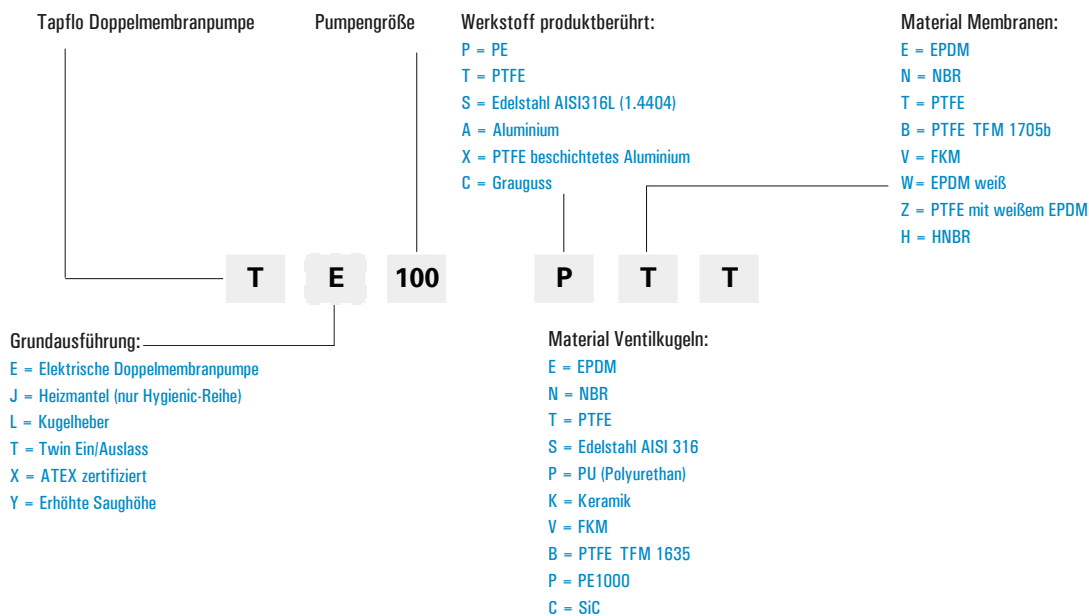 Tapflo Doppelmembranpumpe
Pumpengröße
Werkstoff produktberührt:
P = PE
T = PTFE
S = Edelstahl AISI316L (1.4404)
A = Aluminium
X = PTFE beschichtetes Aluminium
C = Grauguss
Material Membranen:
E = EPDM
N = NBR
T = PTFE
B = PTFE TFM 1705b
V = FKM
W= EPDM weiß
Z = PTFE mit weißem EPDM
H = HNBR
T E 100 P T T
Grundausführung:
E = Elektrische Doppelmembranpumpe
J = Heizmantel (nur Hygienic-Reihe)
L = Kugelheber
T = Twin Ein/Auslass
X = ATEX zertifiziert
Y = Erhöhte Saughöhe
Material Ventilkugeln:
E = EPDM
N = NBR
T = PTFE
S = Edelstahl AISI 316
P = PU (Polyurethan)
K = Keramik
V = FKM
B = PTFE TFM 1635
P = PE1000
C = SiC